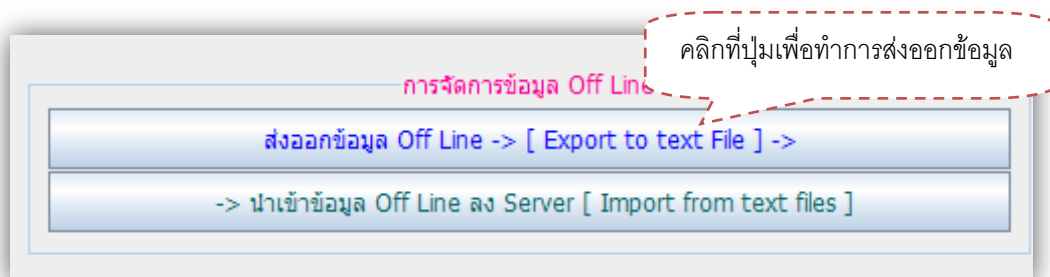 คลิกที่ปุ่มเพื่อทำการส่งออกข้อมูล
การจัดการข้อมูล Off Line
ส่งออกข้อมูล Off Line -> [ Export to text File ] ->
-> นำเข้าข้อมูล Off Line ลง Server [ Import from text files ]